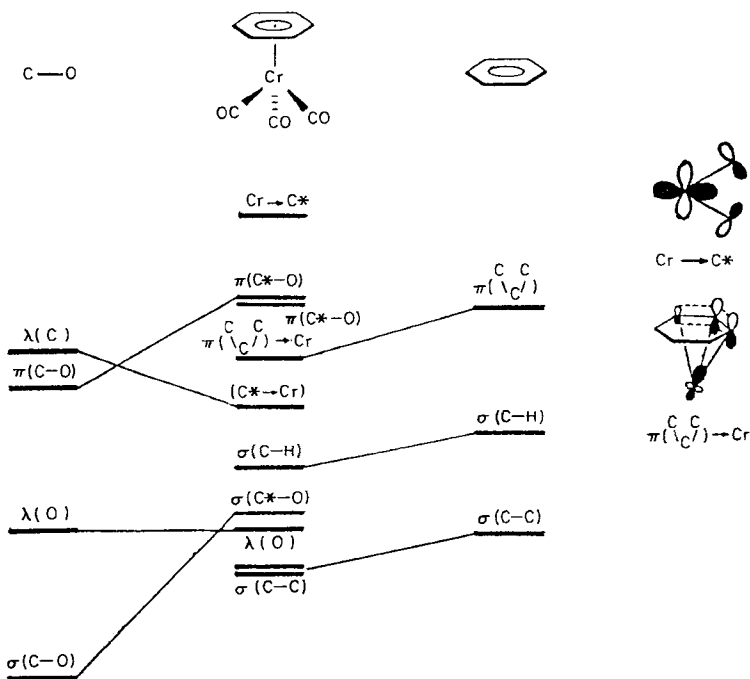 C—O
Cr
OC
CO
CO
Cr→C*
π(C*—O)
π(C*—O)
π(C\C/C)→Cr
(C*→Cr)
σ(C—H)
σ(C*—O)
λ(O)
σ(C—C)
λ(C)
π(C—O)
λ(O)
σ(C—O)
π(C\C/C)
σ(C—H)
σ(C—C)
Cr→C*
π(C\C/C)→Cr